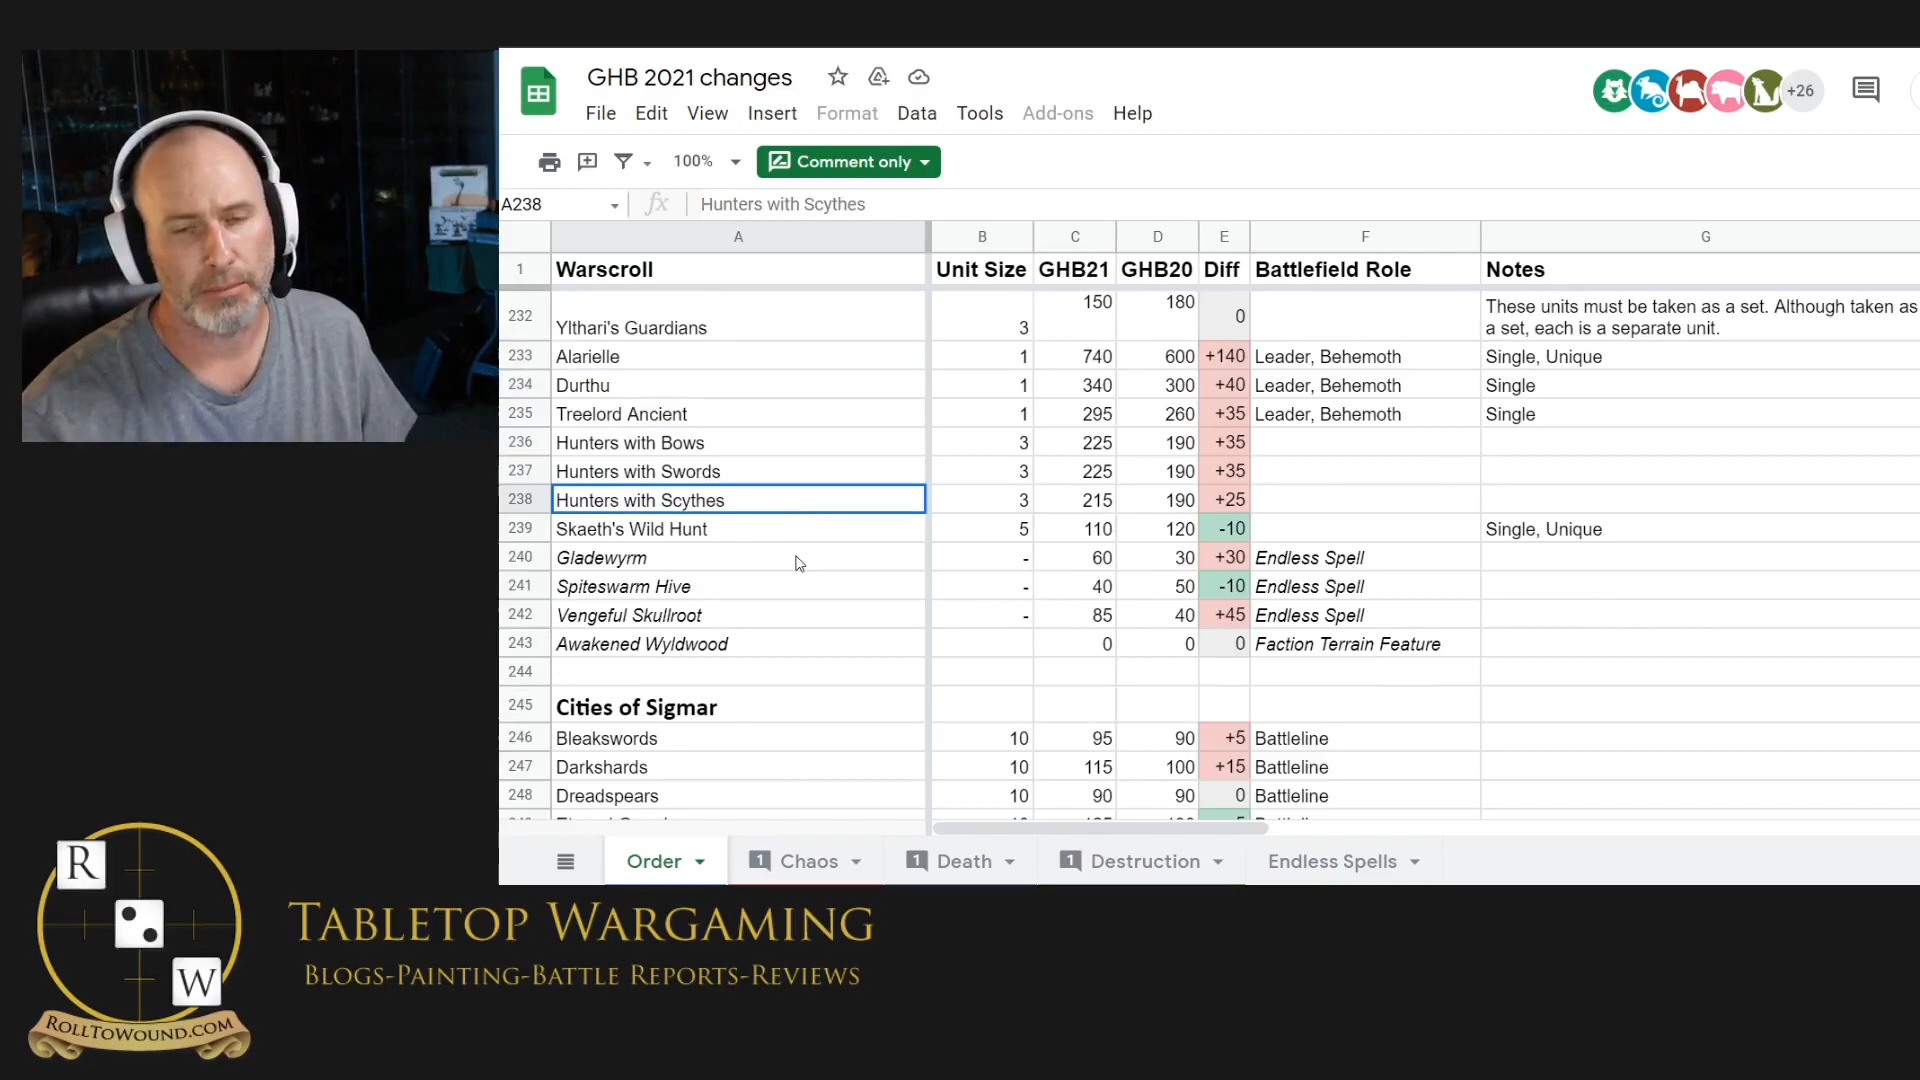 GHB 2021 changes
+26
File Edit View Insert Format Data Tools Add-ons Help
100% Comment only
A238 fx Hunters with Scythes
A B C D E F G
1 Warscroll Unit Size GHB21 GHB20 Diff Battlefield Role Notes
232 Ylthari's Guardians 3 150 180 0 These units must be taken as a set. Although taken as
a set, each is a separate unit.
233 Alarielle 1 740 600 +140 Leader, Behemoth Single, Unique
234 Durthu 1 340 300 +40 Leader, Behemoth Single
235 Treelord Ancient 1 295 260 +35 Leader, Behemoth Single
236 Hunters with Bows 3 225 190 +35
237 Hunters with Swords 3 225 190 +35
238 Hunters with Scythes 3 215 190 +25
239 Skaeth's Wild Hunt 5 110 120 -10 Single, Unique
240 Gladewyrm - 60 30 +30 Endless Spell
241 Spiteswarm Hive - 40 50 -10 Endless Spell
242 Vengeful Skullroot - 85 40 +45 Endless Spell
243 Awakened Wyldwood 0 0 0 Faction Terrain Feature
244
245 Cities of Sigmar
246 Bleakswords 10 95 90 +5 Battleline
247 Darkshards 10 115 100 +15 Battleline
248 Dreadspears 10 90 90 0 Battleline
Order 1 Chaos 1 Death 1 Destruction Endless Spells
R
W
RollToWound.com
Tabletop Wargaming
Blogs-Painting-Battle Reports-Reviews